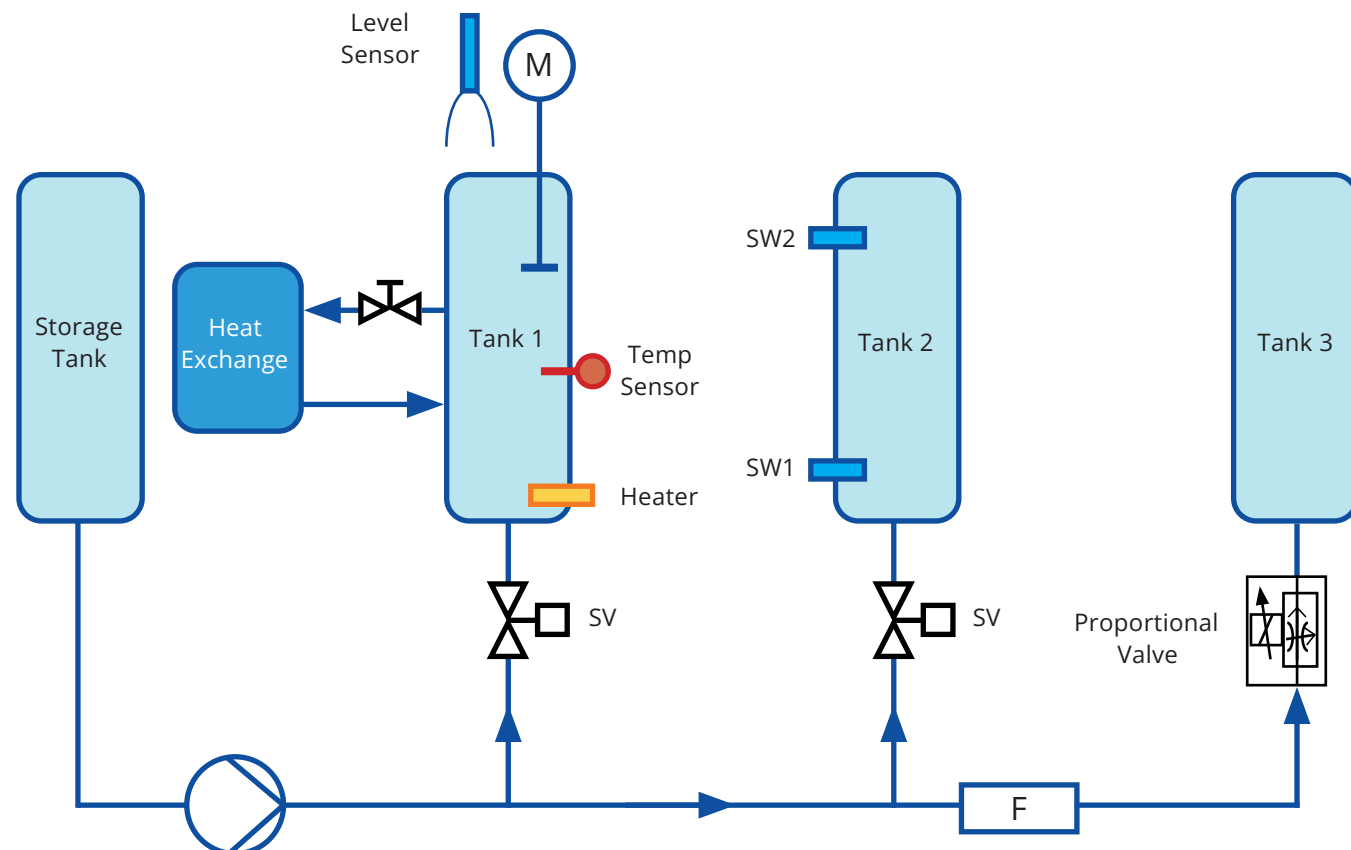 Level
Sensor
M
SW2
Storage
Tank
Heat
Exchange
Tank 1
Temp
Sensor
Tank 2
Tank 3
SW1
Heater
SV
SV
Proportional
Valve
F